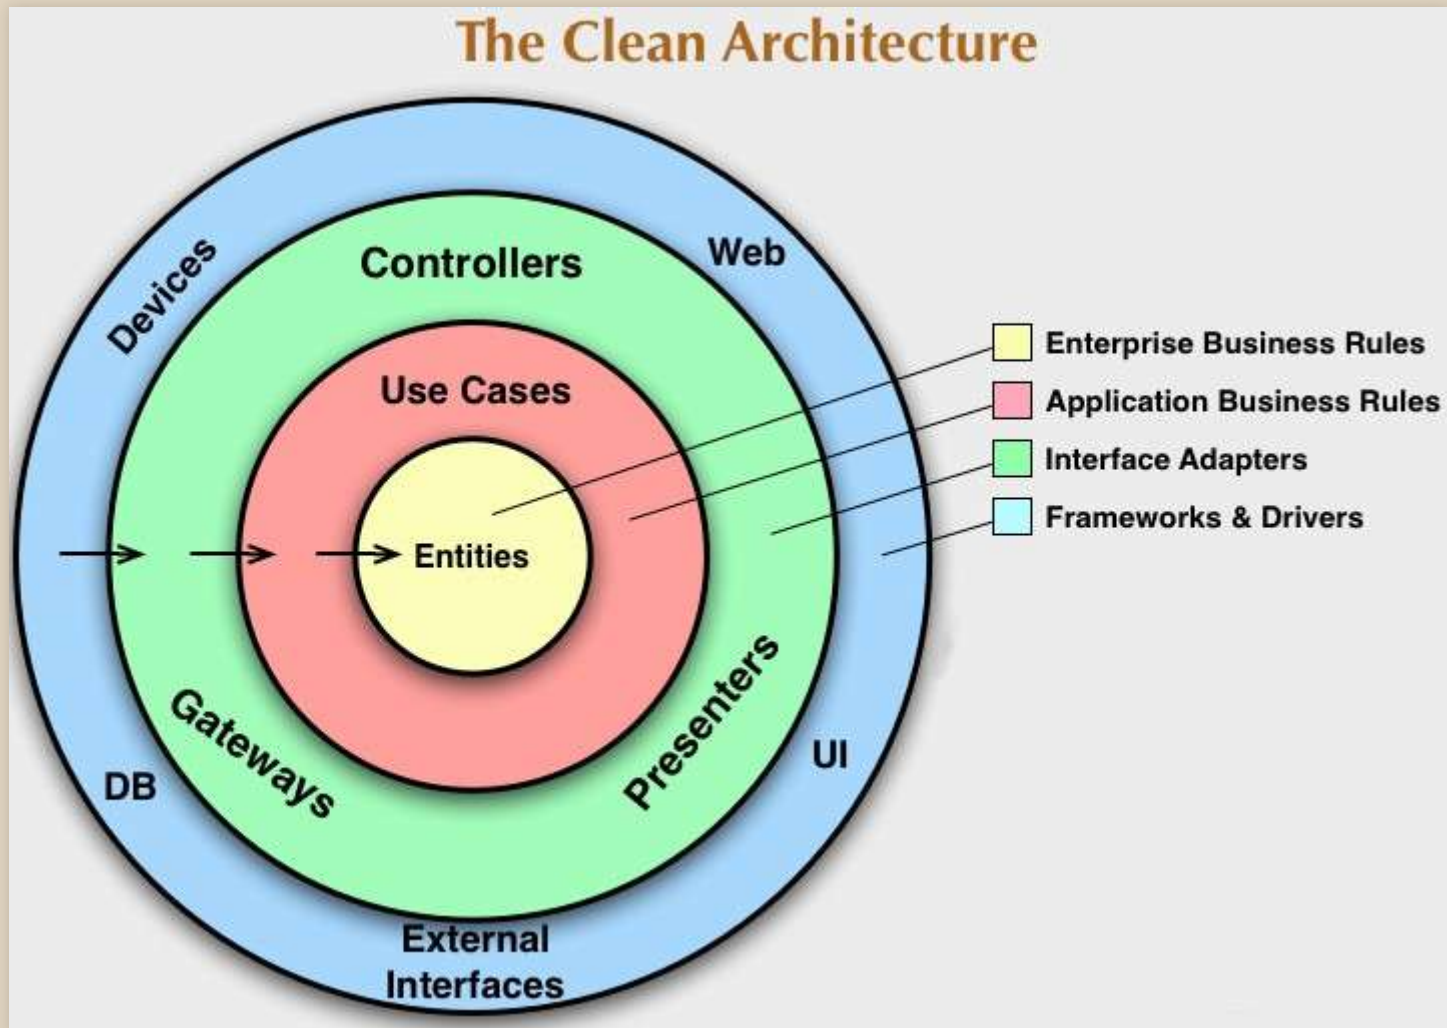 The Clean Architecture
Devices
Web
Controllers
Use Cases
Entities
Gateways
Presenters
DB
UI
External
Interfaces
Enterprise Business Rules
Application Business Rules
Interface Adapters
Frameworks & Drivers